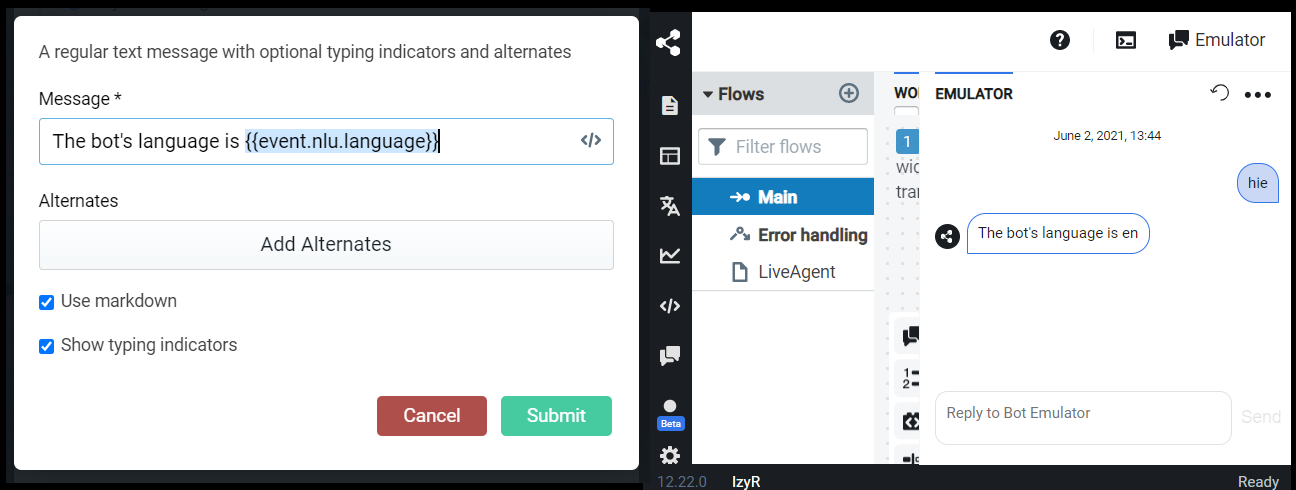 A regular text message with optional typing indicators and alternates
Message *
The bot's language is {{event.nlu.language}}
Alternates
Add Alternates
Use markdown
Show typing indicators
Cancel
Submit
Emulator
Flows
Filter flows
Main
Error handling
LiveAgent
WO
1
wid
trar
EMULATOR
June 2, 2021, 13:44
hie
The bot's language is en
Reply to Bot Emulator
Send
Beta
12.22.0
IzyR
Ready